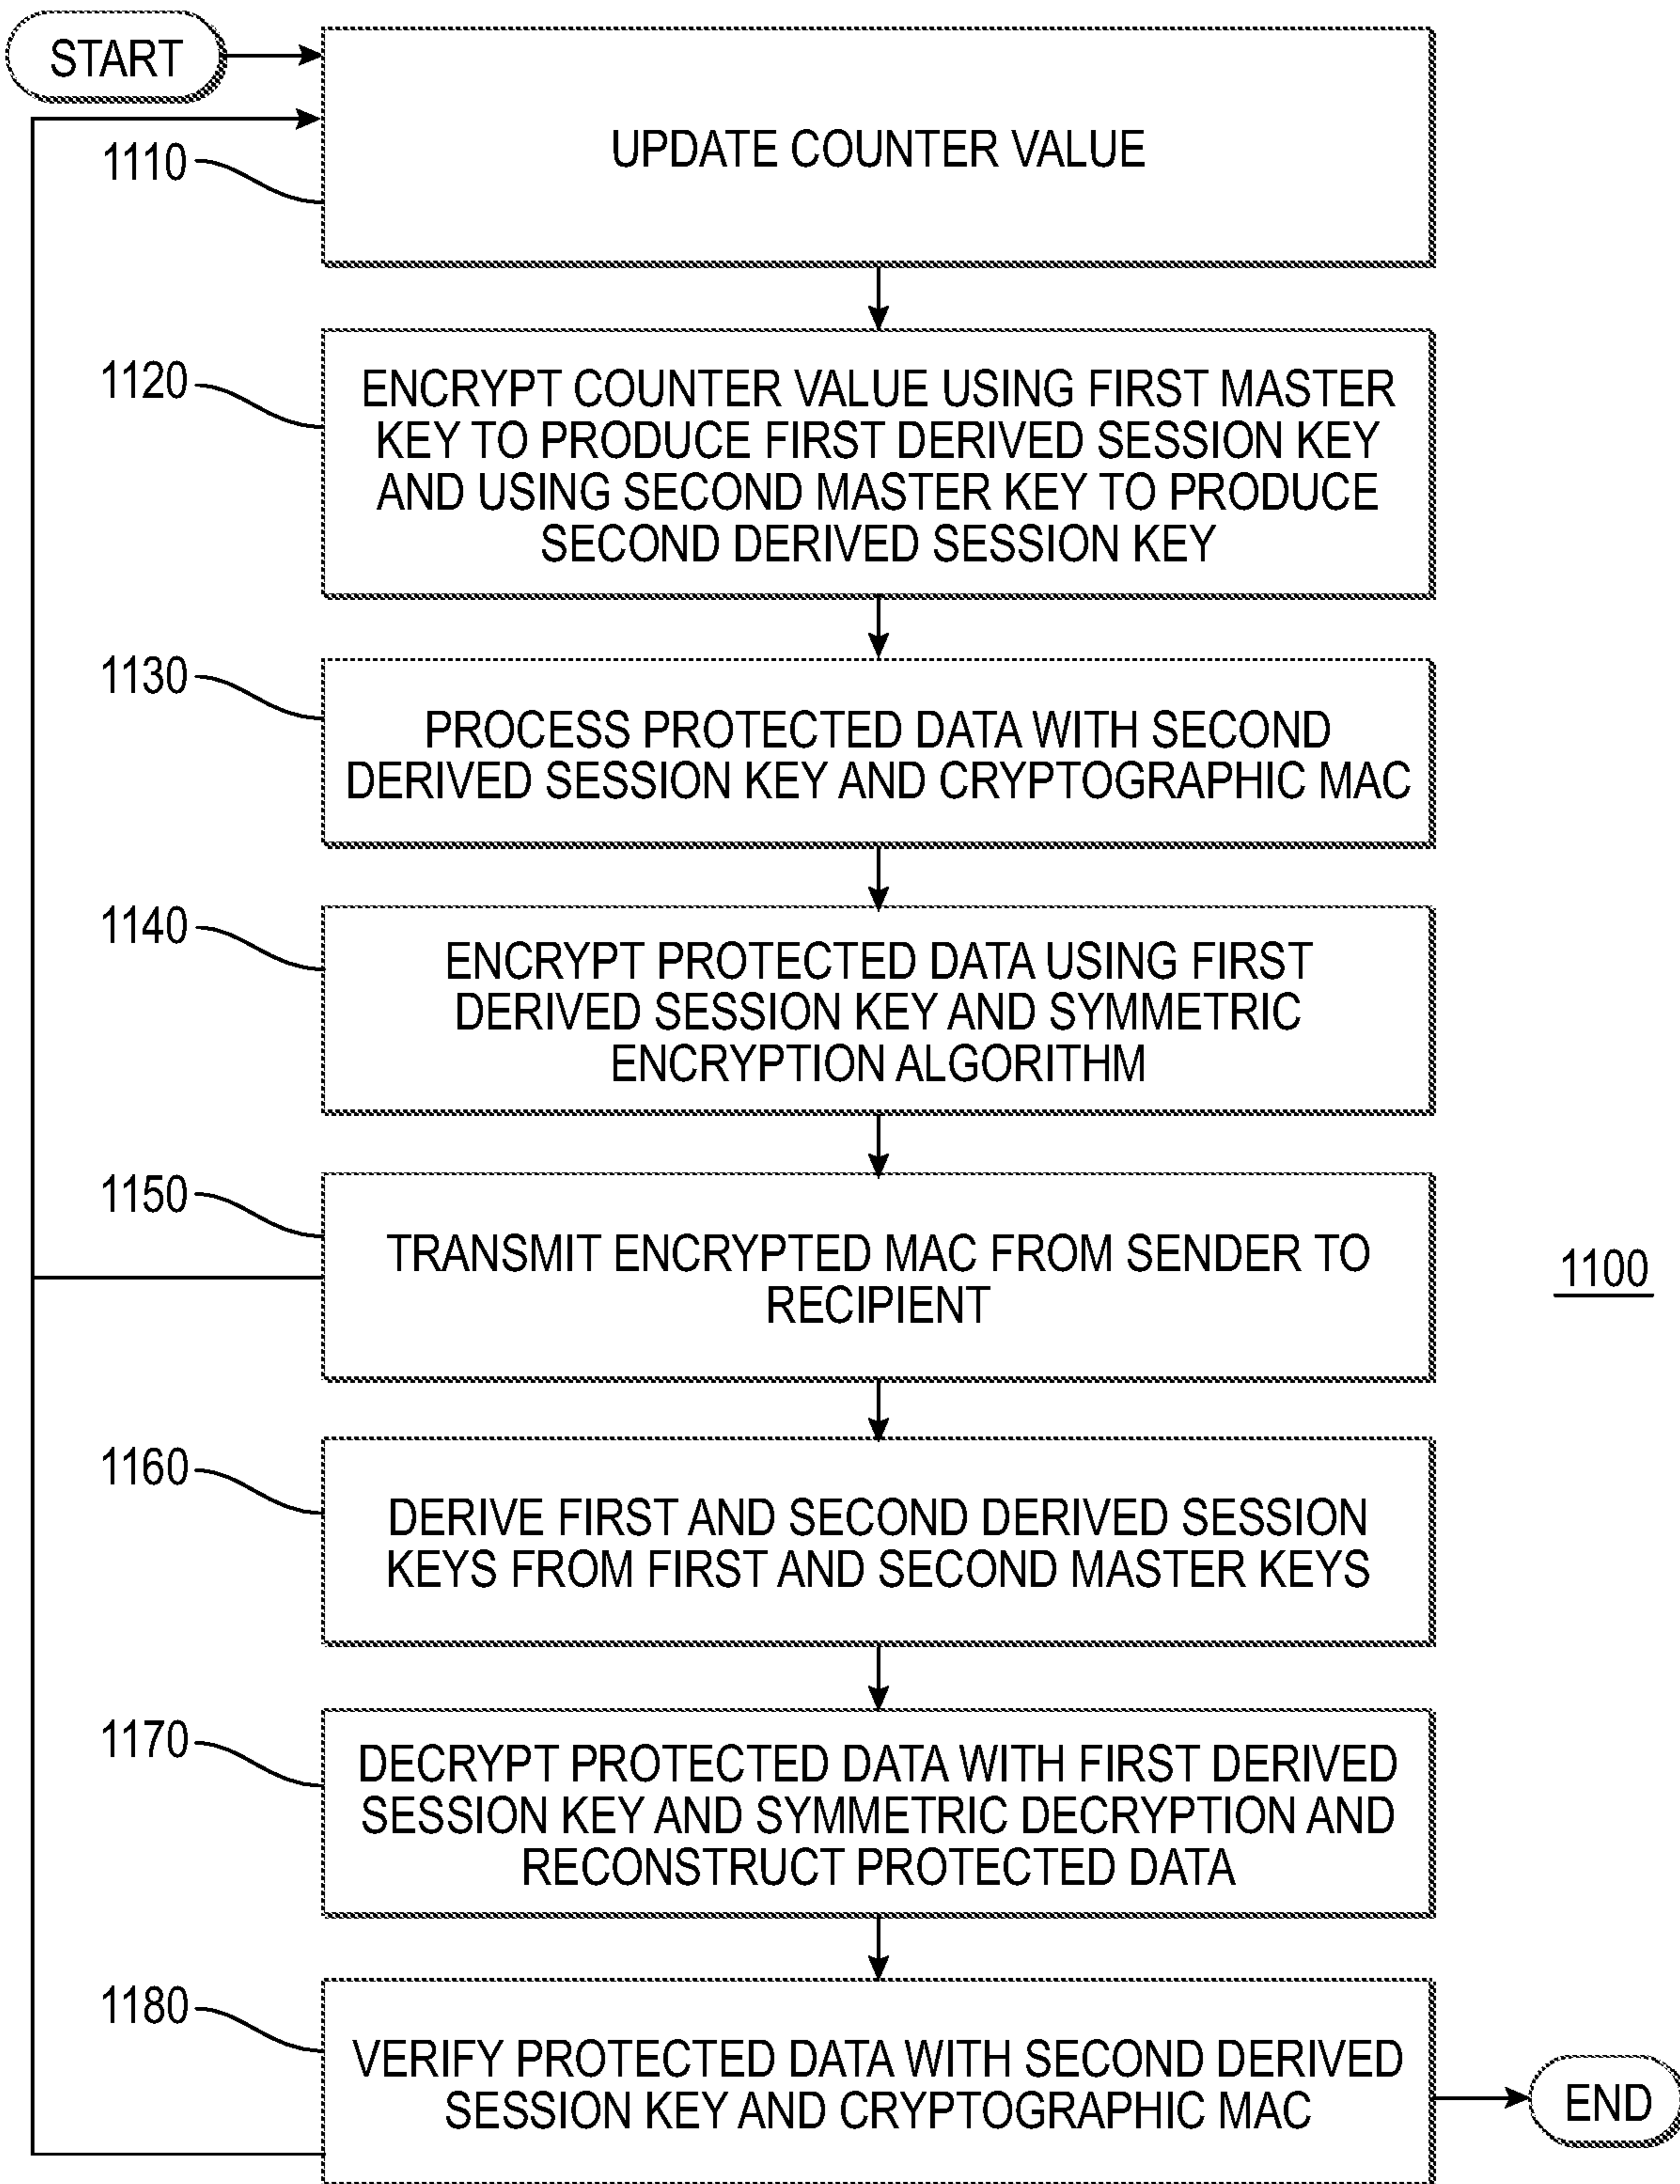 START
UPDATE COUNTER VALUE
1110
1120
ENCRYPT COUNTER VALUE USING FIRST MASTER
KEY TO PRODUCE FIRST DERIVED SESSION KEY
AND USING SECOND MASTER KEY TO PRODUCE
SECOND DERIVED SESSION KEY
1130
PROCESS PROTECTED DATA WITH SECOND
DERIVED SESSION KEY AND CRYPTOGRAPHIC MAC
1140
ENCRYPT PROTECTED DATA USING FIRST
DERIVED SESSION KEY AND SYMMETRIC
ENCRYPTION ALGORITHM
1150
TRANSMIT ENCRYPTED MAC FROM SENDER TO
RECIPIENT
1100
1160
DERIVE FIRST AND SECOND DERIVED SESSION
KEYS FROM FIRST AND SECOND MASTER KEYS
1170
DECRYPT PROTECTED DATA WITH FIRST DERIVED
SESSION KEY AND SYMMETRIC DECRYPTION AND
RECONSTRUCT PROTECTED DATA
1180
VERIFY PROTECTED DATA WITH SECOND DERIVED
SESSION KEY AND CRYPTOGRAPHIC MAC
END